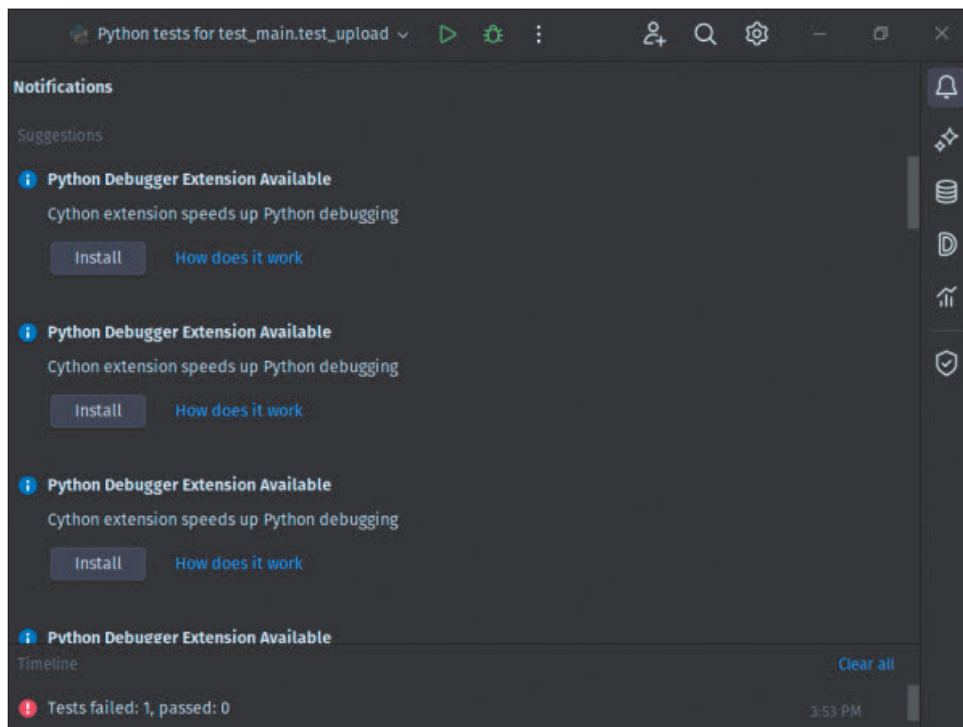 Python tests for test_main.test_upload
Notifications
Suggestions
Python Debugger Extension Available
Cython extension speeds up Python debugging
Install How does it work
Python Debugger Extension Available
Cython extension speeds up Python debugging
Install How does it work
Python Debugger Extension Available
Cython extension speeds up Python debugging
Install How does it work
Python Debugger Extension Available
Timeline Clear all
Tests failed: 1, passed: 0 3:53 PM